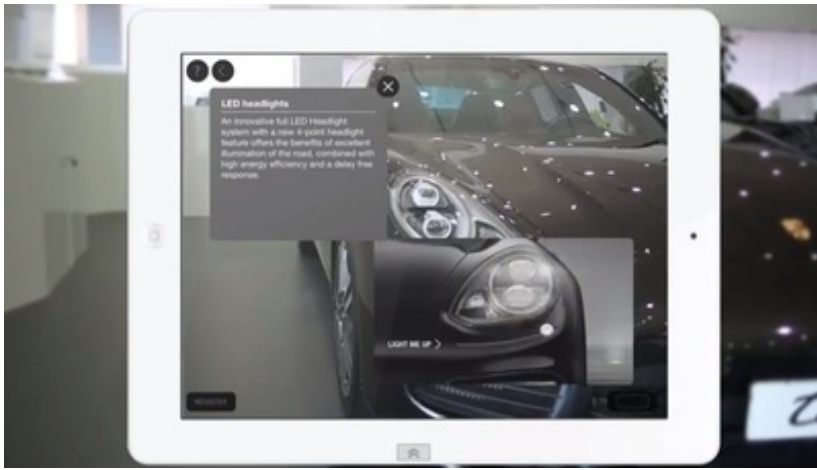 LED headlights
An innovative full LED Headlight
system with a new 4-point headlight
feature offers the benefits of excellent
illumination of the road, combined with
high energy efficiency and a delay free
response.
LIGHT ME UP
REGISTER